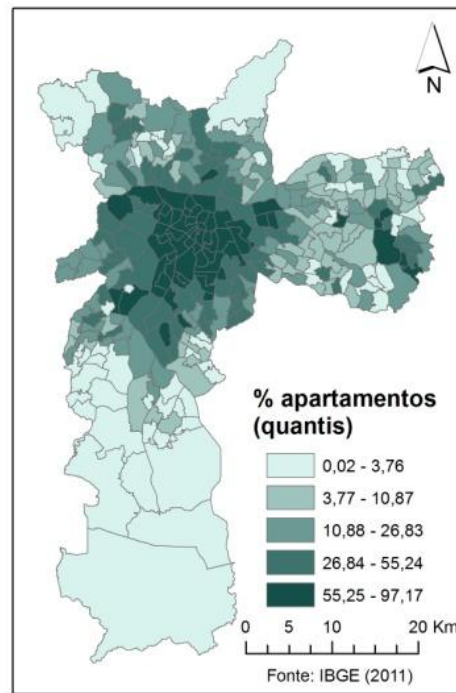 N
% apartamentos
(quantis)
0,02 - 3,76
3,77 - 10,87
10,88 - 26,83
26,84 - 55,24
55,25 - 97,17
0 5 10 20 Km
Fonte: IBGE (2011)